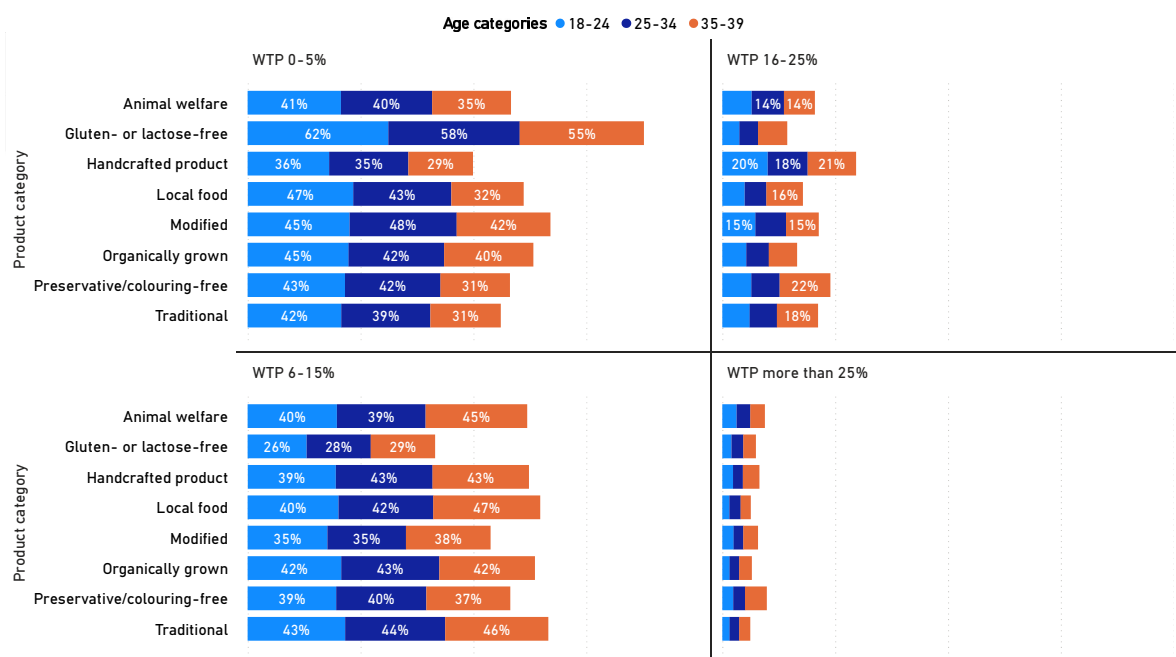 Age categories 18-24 25-34 35-39
WTP 0-5%
WTP 16-25%
Product category
Animal welfare 41% 40% 35% 14% 14%
Gluten- or lactose-free 62% 58% 55%
Handcrafted product 36% 35% 29% 20% 18% 21%
Local food 47% 43% 32% 16%
Modified 45% 48% 42% 15% 15%
Organically grown 45% 42% 40%
Preservative/colouring-free 43% 42% 31% 22%
Traditional 42% 39% 31% 18%
WTP 6-15%
WTP more than 25%
Product category
Animal welfare 40% 39% 45%
Gluten- or lactose-free 26% 28% 29%
Handcrafted product 39% 43% 43%
Local food 40% 42% 47%
Modified 35% 35% 38%
Organically grown 42% 43% 42%
Preservative/colouring-free 39% 40% 37%
Traditional 43% 44% 46%